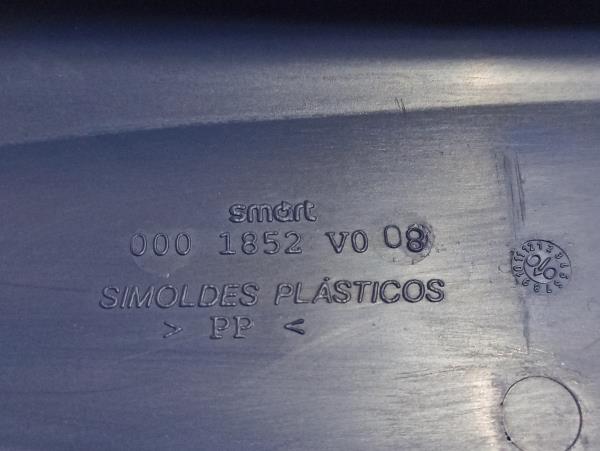 smart
000 1852 V0 08
SIMOLDES PLÁSTICOS
> PP <